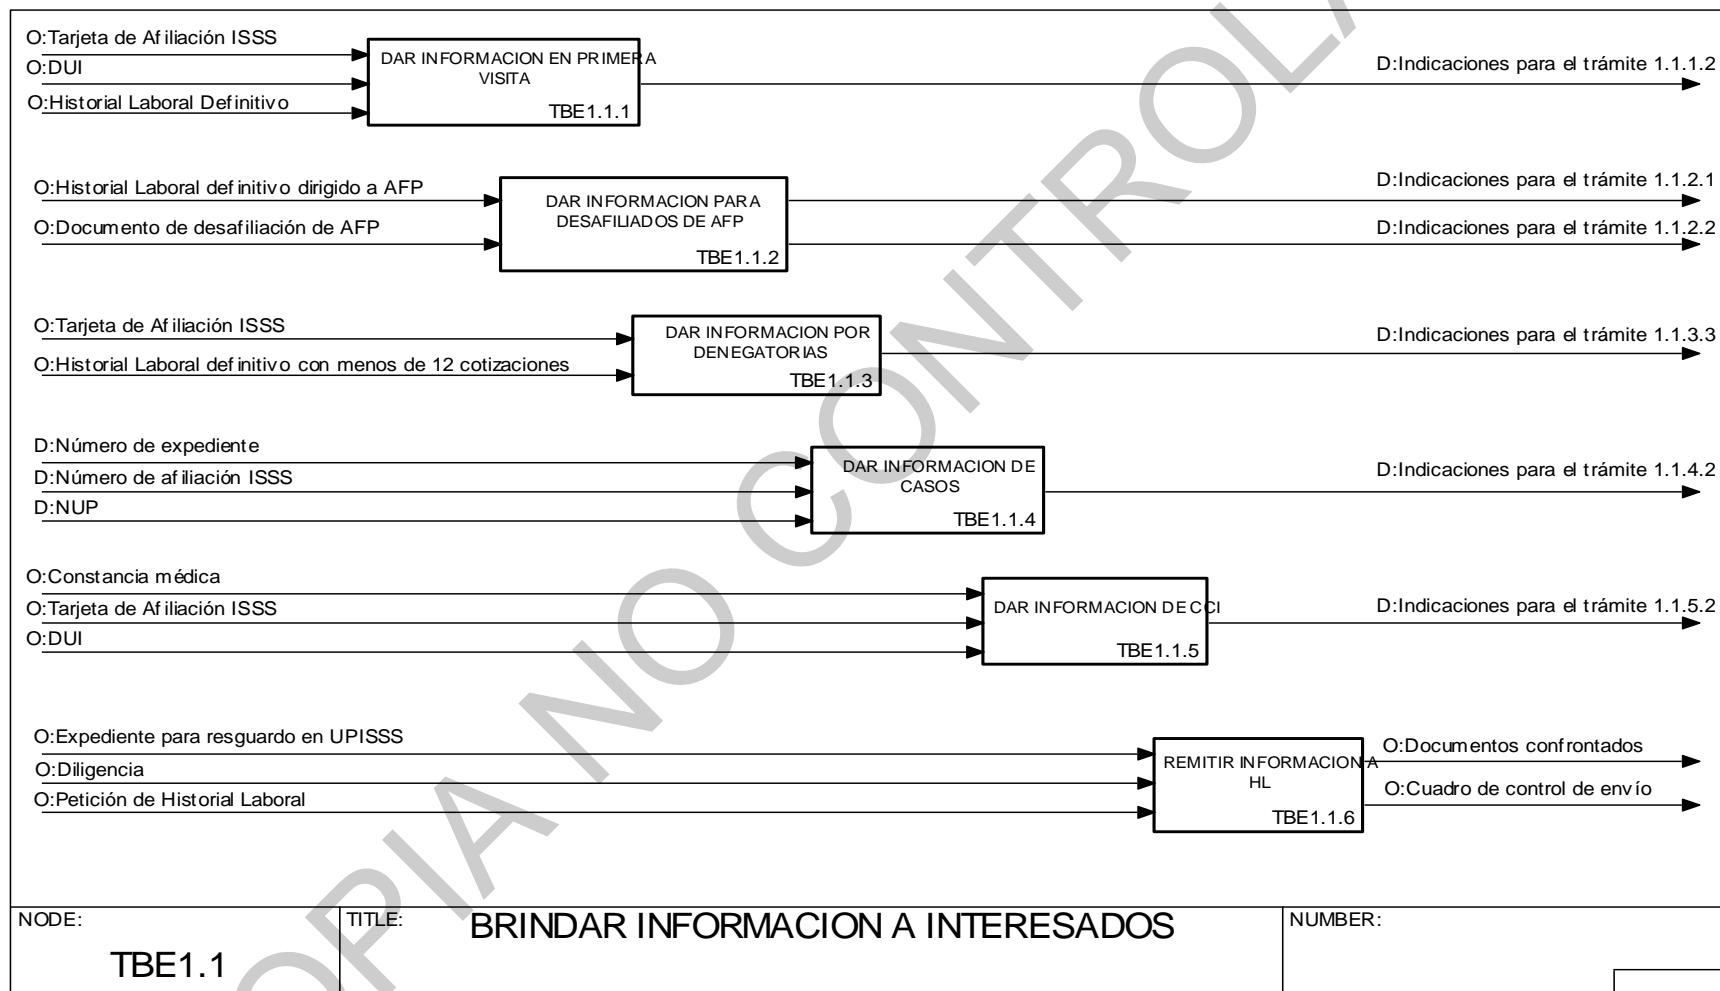 O:Tarjeta de Afiliación ISSS
O:DUI
O:Historial Laboral Definitivo
DAR INFORMACION EN PRIMERA
VISITA
TBE1.1.1
D:Indicaciones para el trámite 1.1.1.2
O:Historial Laboral definitivo dirigido a AFP
O:Documento de desafiliación de AFP
DAR INFORMACION PARA
DESAFILIADOS DE AFP
TBE1.1.2
D:Indicaciones para el trámite 1.1.2.1
D:Indicaciones para el trámite 1.1.2.2
O:Tarjeta de Afiliación ISSS
O:Historial Laboral definitivo con menos de 12 cotizaciones
DAR INFORMACION POR
DENEGATORIAS
TBE1.1.3
D:Indicaciones para el trámite 1.1.3.3
D:Número de expediente
D:Número de afiliación ISSS
D:NUP
DAR INFORMACION DE
CASOS
TBE1.1.4
D:Indicaciones para el trámite 1.1.4.2
O:Constancia médica
O:Tarjeta de Afiliación ISSS
O:DUI
DAR INFORMACION DE CCI
TBE1.1.5
D:Indicaciones para el trámite 1.1.5.2
O:Expediente para resguardo en UPISSS
O:Diligencia
O:Petición de Historial Laboral
REMITIR INFORMACION A
HL
TBE1.1.6
O:Documentos confrontados
O:Cuadro de control de envío
NODE:
TBE1.1
TITLE:
BRINDAR INFORMACION A INTERESADOS
NUMBER:
OPIA NO CONTROLA